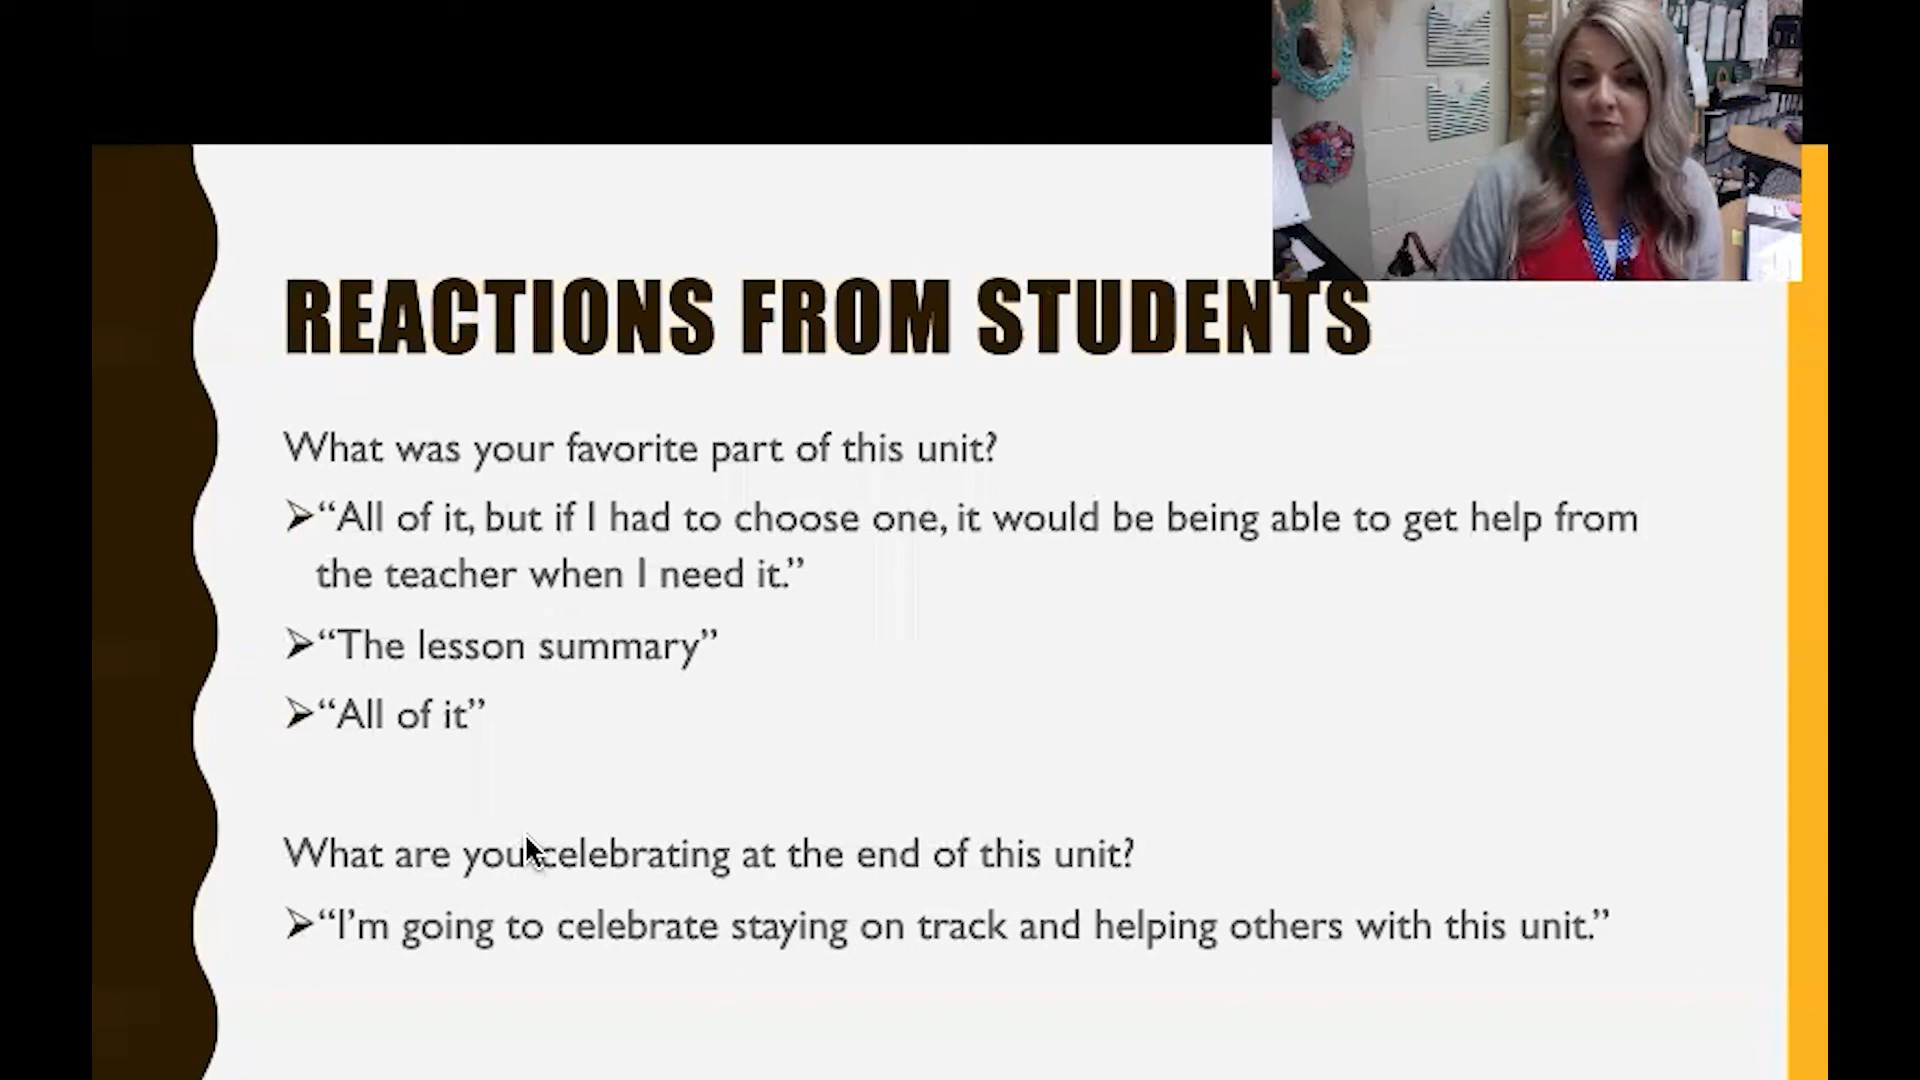 REACTIONS FROM STUDENTS
What was your favorite part of this unit?
“All of it, but if I had to choose one, it would be being able to get help from
the teacher when I need it.”
“The lesson summary”
“All of it”
What are you celebrating at the end of this unit?
“I’m going to celebrate staying on track and helping others with this unit.”